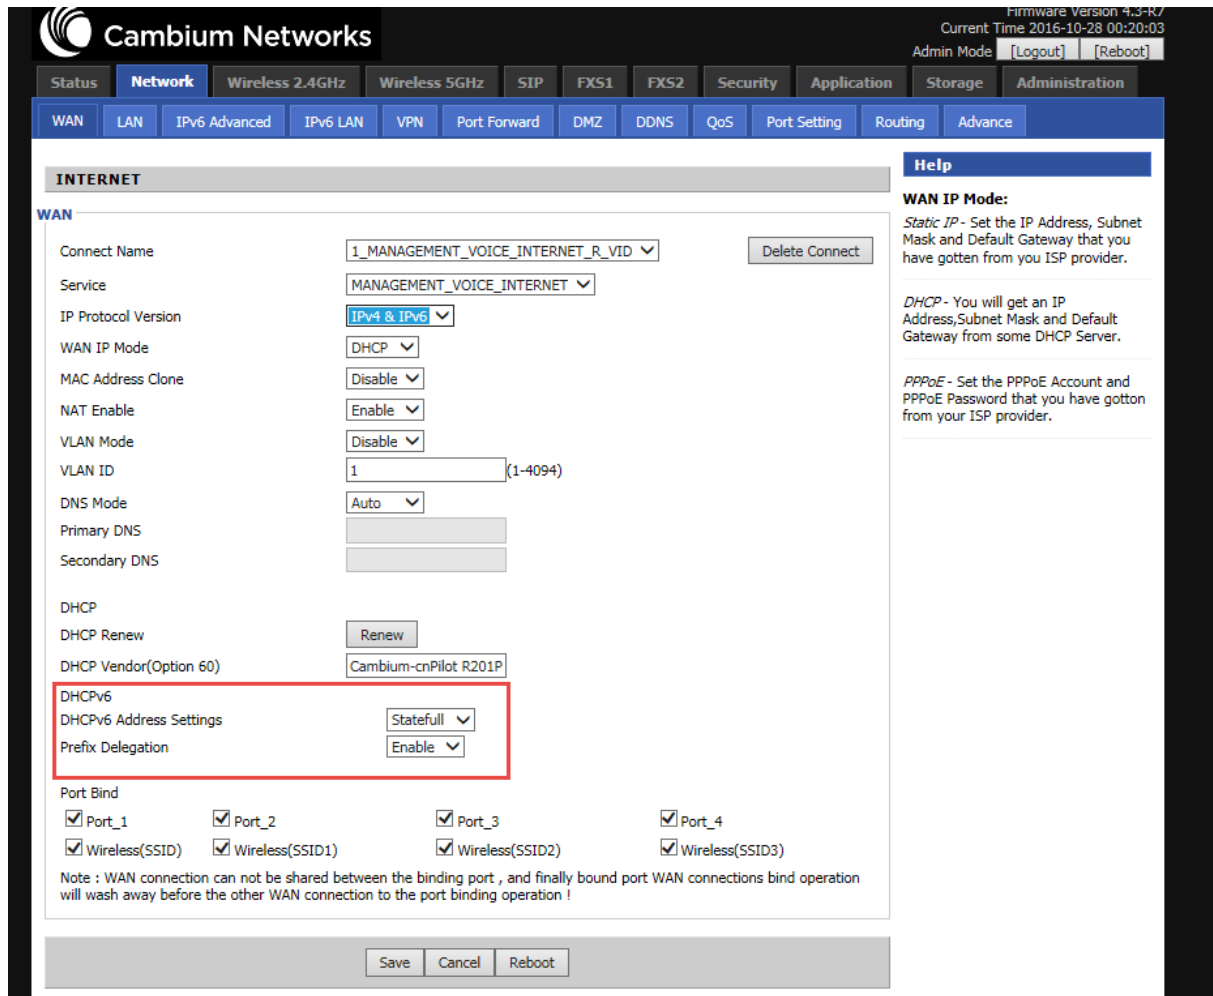 Firmware Version 4.3-R7
Cambium Networks
Current Time 2016-10-28 00:20:03
Admin Mode [Logout] [Reboot]
Status Network Wireless 2.4GHz Wireless 5GHz SIP FXS1 FXS2 Security Application Storage Administration
WAN LAN IPv6 Advanced IPv6 LAN VPN Port Forward DMZ DDNS QoS Port Setting Routing Advance
INTERNET
WAN
Connect Name 1_MANAGEMENT_VOICE_INTERNET_R_VID Delete Connect
Service MANAGEMENT_VOICE_INTERNET
IP Protocol Version IPv4 & IPv6
WAN IP Mode DHCP
MAC Address Clone Disable
NAT Enable Enable
VLAN Mode Disable
VLAN ID 1 (1-4094)
DNS Mode Auto
Primary DNS
Secondary DNS
DHCP
DHCP Renew Renew
DHCP Vendor(Option 60) Cambium-cnPilot R201P
DHCPv6
DHCPv6 Address Settings Statefull
Prefix Delegation Enable
Port Bind
Port_1 Port_2 Port_3 Port_4
Wireless(SSID) Wireless(SSID1) Wireless(SSID2) Wireless(SSID3)
Note : WAN connection can not be shared between the binding port , and finally bound port WAN connections bind operation
will wash away before the other WAN connection to the port binding operation !
Save Cancel Reboot
Help
WAN IP Mode:
Static IP - Set the IP Address, Subnet
Mask and Default Gateway that you
have gotten from you ISP provider.
DHCP - You will get an IP
Address,Subnet Mask and Default
Gateway from some DHCP Server.
PPPoE - Set the PPPoE Account and
PPPoE Password that you have gotton
from your ISP provider.